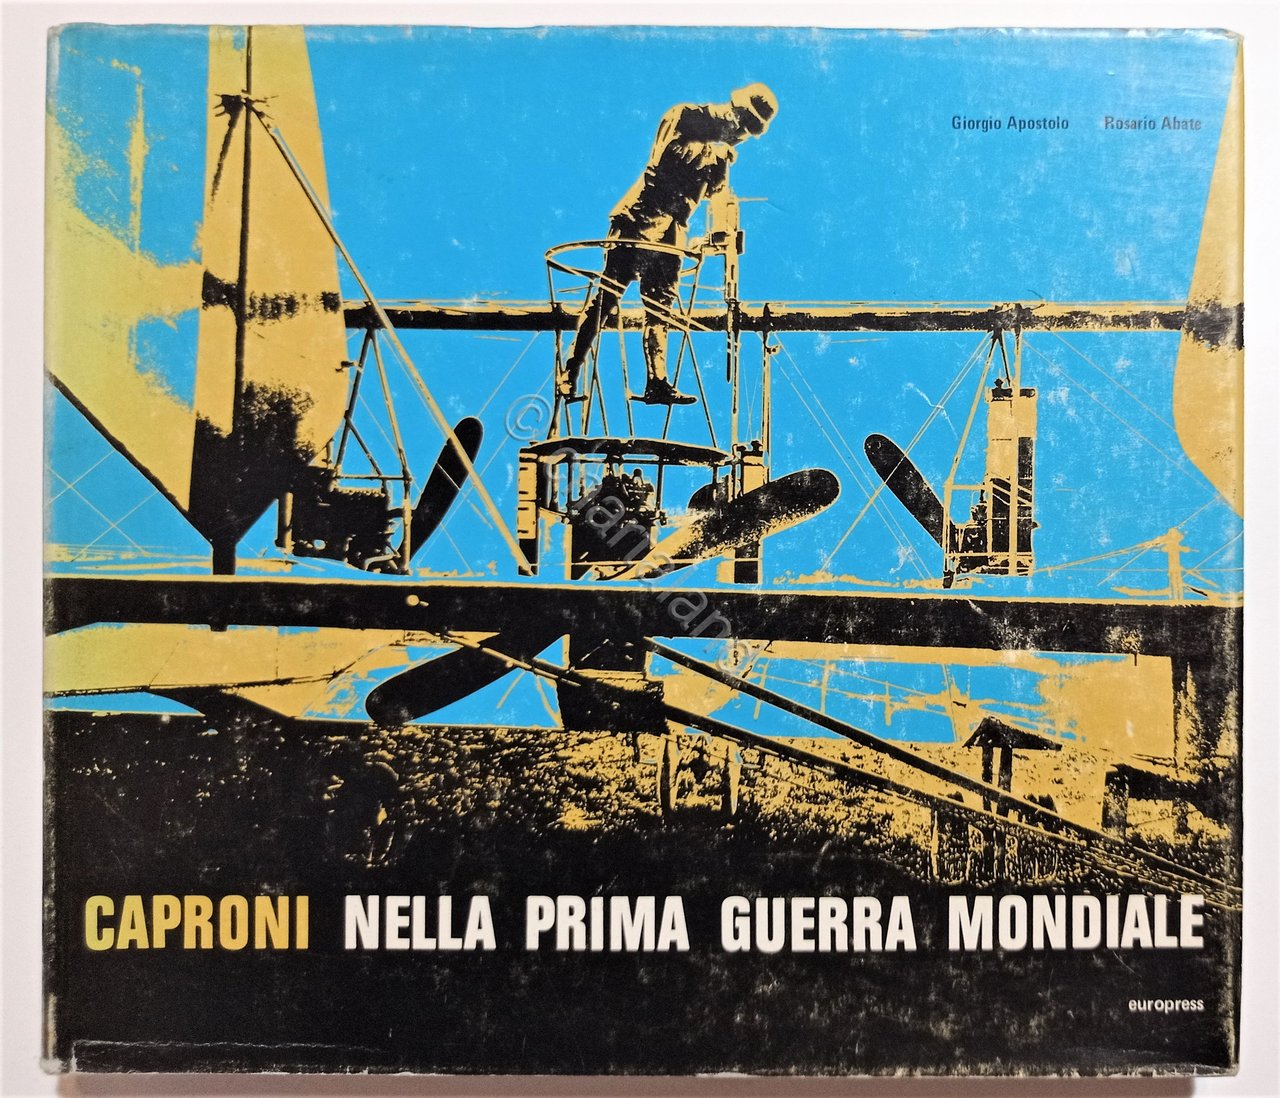 Giorgio Apostolo Rosario Abate
CAPRONI NELLA PRIMA GUERRA MONDIALE
europress